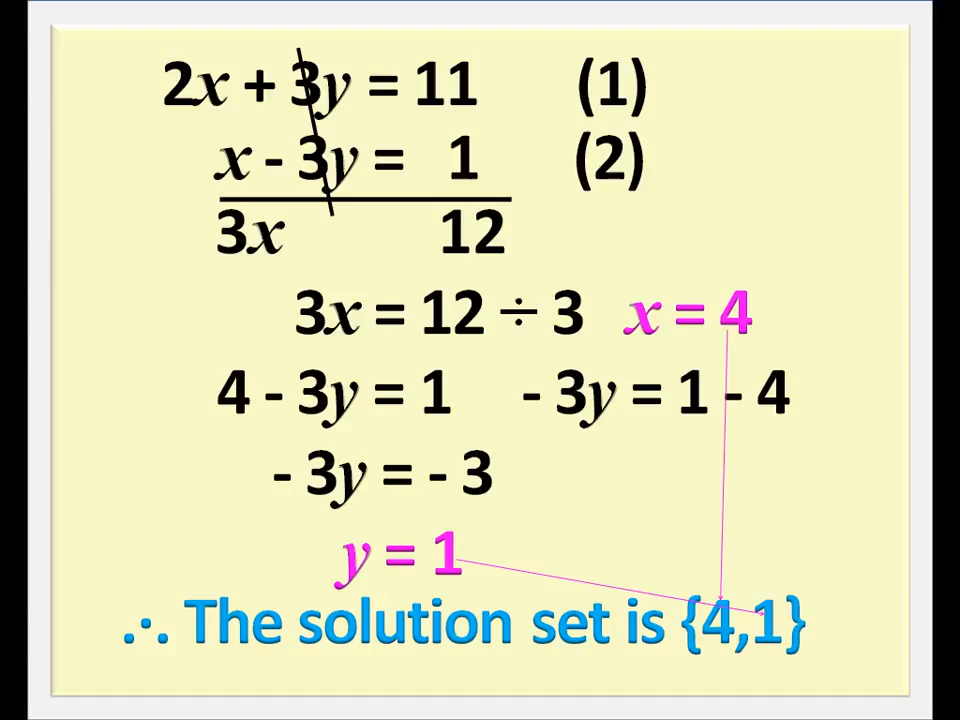 2x + 3y = 11 (1)
x - 3y = 1 (2)
3x 12
3x = 12 ÷ 3 x = 4
4 - 3y = 1 - 3y = 1 - 4
- 3y = - 3
y = 1
∴ The solution set is {4,1}